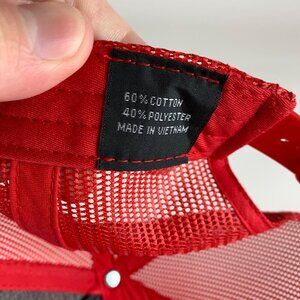 60% COTTON
40% POLYESTER
MADE IN VIETNAM